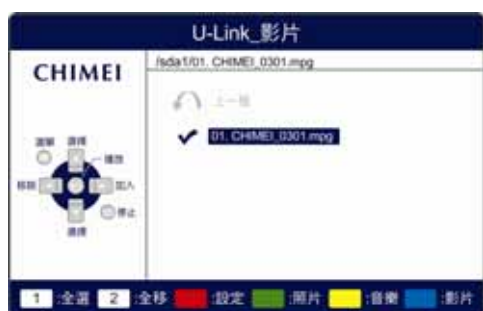 U-Link_影片
CHIMEI
/sda1/01. CHIMEI_0301.mpg
上一層
01. CHIMEI_0301.mpg
選單 選擇
播放
移除 加入
停止
選擇
1 :全選 2 :全移 :設定 :照片 :音樂 :影片